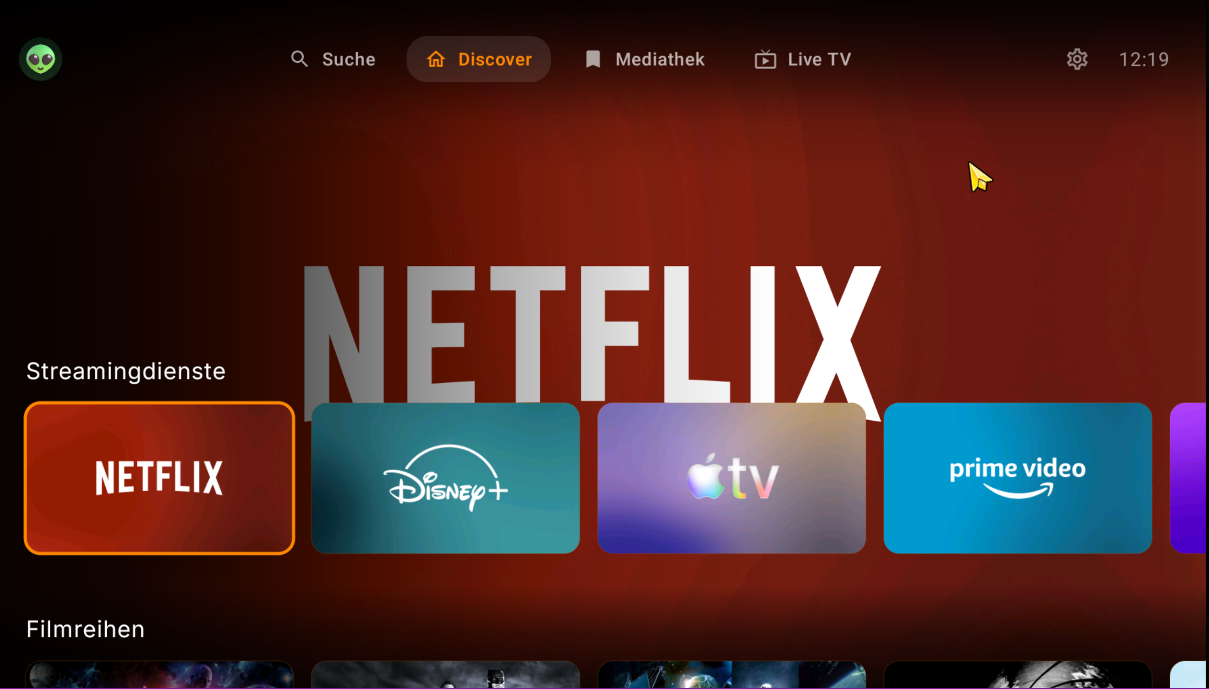 Suche Discover Mediathek Live TV 12:19
NETFLIX
Streamingdienste
NETFLIX Disney+ tv prime video
Filmreihen